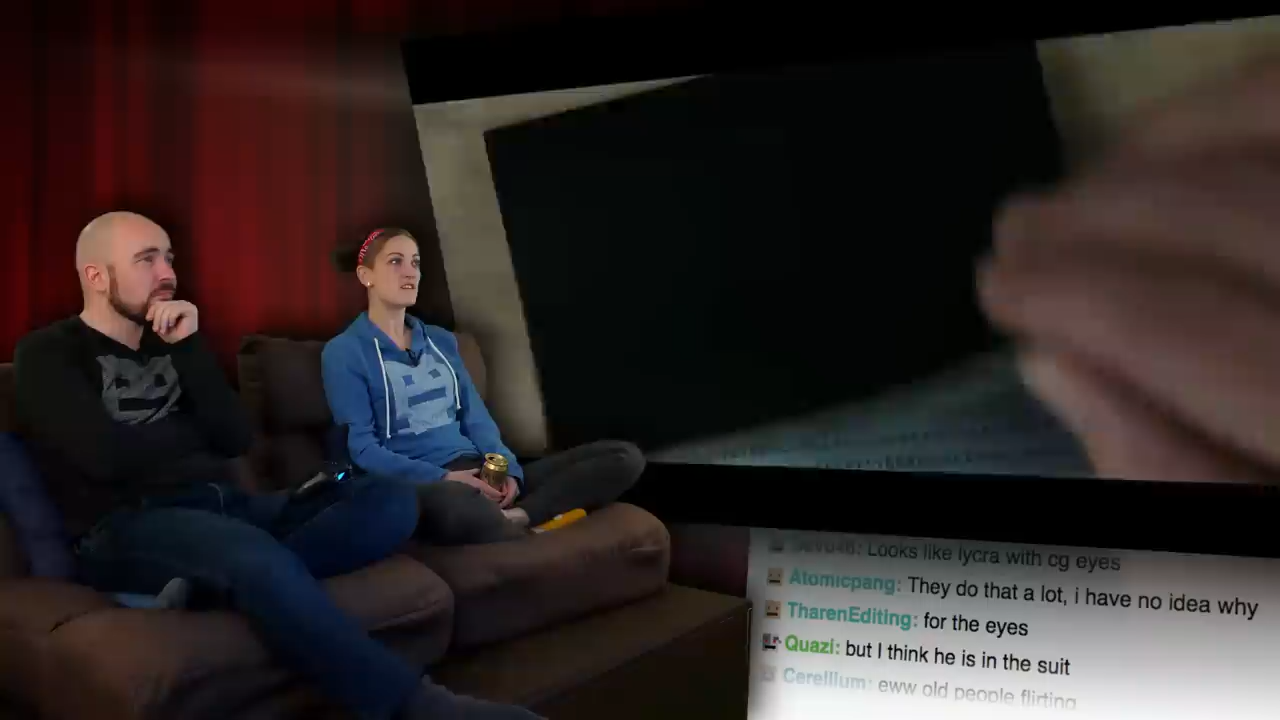 Looks like lycra with cg eyes
Atomicpang: They do that a lot, i have no idea why
TharenEditing: for the eyes
Quazi: but I think he is in the suit
Cerellium: eww old people flirting